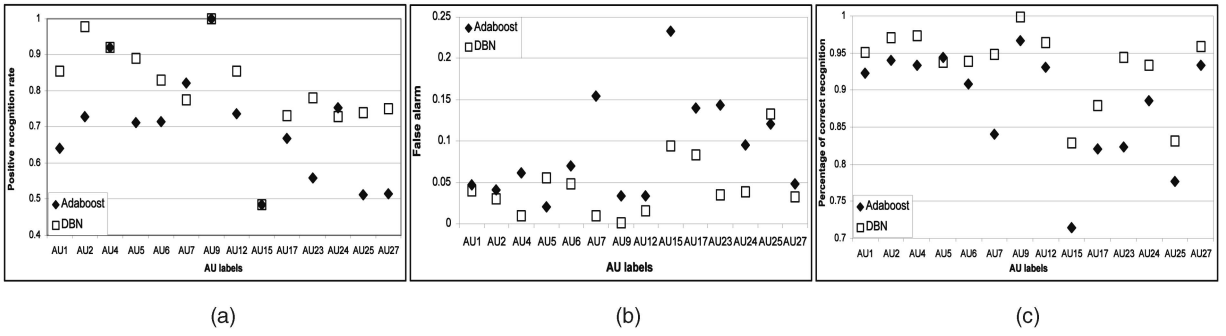 Positive recognition rate
1
0.9
0.8
0.7
0.6
0.5
0.4
Adaboost
DBN
AU1 AU2 AU4 AU5 AU6 AU7 AU9 AU12 AU15 AU17 AU23 AU24 AU25 AU27
AU labels
(a)
False alarm
0.25
0.2
0.15
0.1
0.05
0
Adaboost
DBN
AU1 AU2 AU4 AU5 AU6 AU7 AU9 AU12 AU15 AU17 AU23 AU24 AU25 AU27
AU labels
(b)
Percentage of correct recognition
1
0.95
0.9
0.85
0.8
0.75
0.7
Adaboost
DBN
AU1 AU2 AU4 AU5 AU6 AU7 AU9 AU12 AU15 AU17 AU23 AU24 AU25 AU27
AU labels
(c)